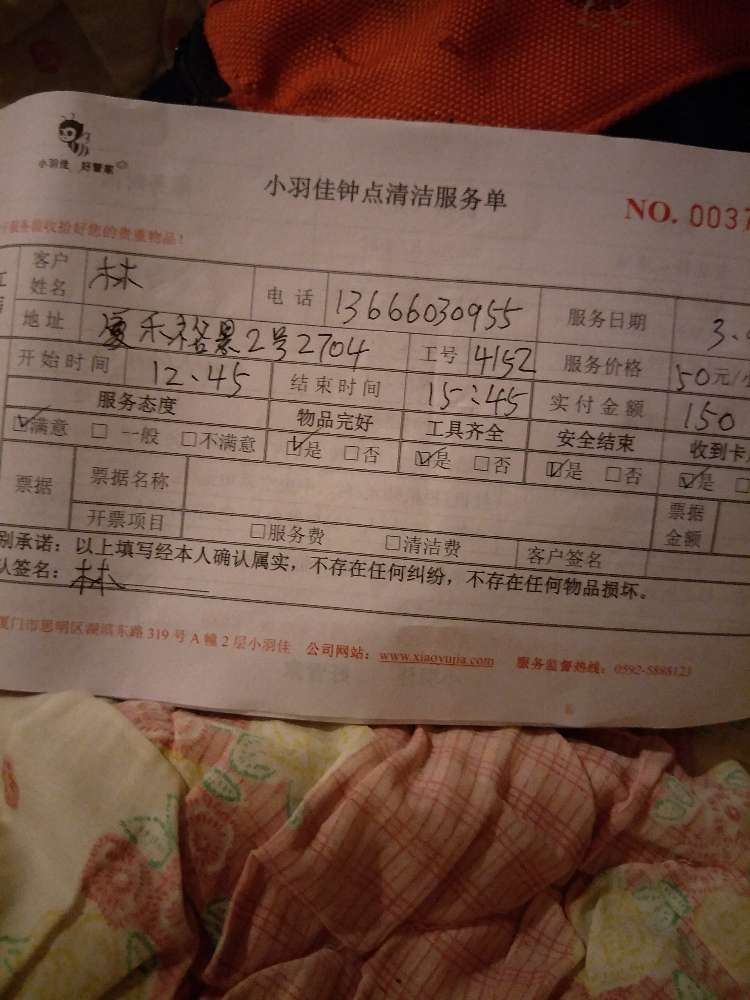 小羽佳 好管家
小羽佳钟点清洁服务单
NO. 0037
服务验收拾好您的贵重物品！
客户姓名 林 电话 13666030955 服务日期 3.
地址 夏禾裕景2号2704 工号 4152 服务价格 50元/
开始时间 12:45 结束时间 15:45 实付金额 150
服务态度 物品完好 工具齐全 安全结束 收到卡
☑满意 □一般 □不满意 ☑是 □否 ☑是 □否 ☑是 □否 ☑是 □
票据 票据名称 票据金额
开票项目 □服务费 □清洁费 客户签名
别承诺：以上填写经本人确认属实，不存在任何纠纷，不存在任何物品损坏。
认签名：林
厦门市思明区湖滨东路319号A幢2层小羽佳 公司网站：www.xiaoyujia.com 服务监督热线：0592-5888123